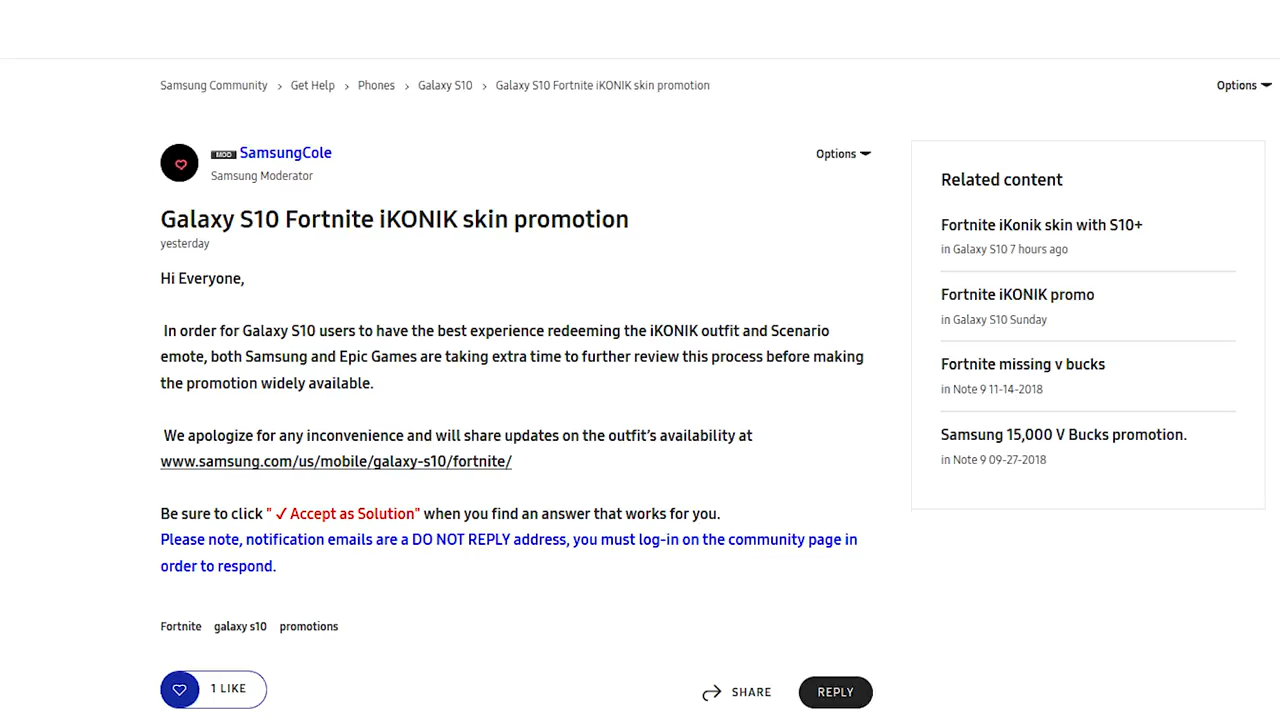 Samsung Community > Get Help > Phones > Galaxy S10 > Galaxy S10 Fortnite iKONIK skin promotion
Options
MOD SamsungCole
Samsung Moderator
Options
Galaxy S10 Fortnite iKONIK skin promotion
yesterday
Hi Everyone,
In order for Galaxy S10 users to have the best experience redeeming the iKONIK outfit and Scenario
emote, both Samsung and Epic Games are taking extra time to further review this process before making
the promotion widely available.
We apologize for any inconvenience and will share updates on the outfit's availability at
www.samsung.com/us/mobile/galaxy-s10/fortnite/
Be sure to click " ✓ Accept as Solution" when you find an answer that works for you.
Please note, notification emails are a DO NOT REPLY address, you must log-in on the community page in
order to respond.
Fortnite galaxy s10 promotions
1 LIKE
SHARE
REPLY
Related content
Fortnite iKonik skin with S10+
in Galaxy S10 7 hours ago
Fortnite iKONIK promo
in Galaxy S10 Sunday
Fortnite missing v bucks
in Note 9 11-14-2018
Samsung 15,000 V Bucks promotion.
in Note 9 09-27-2018